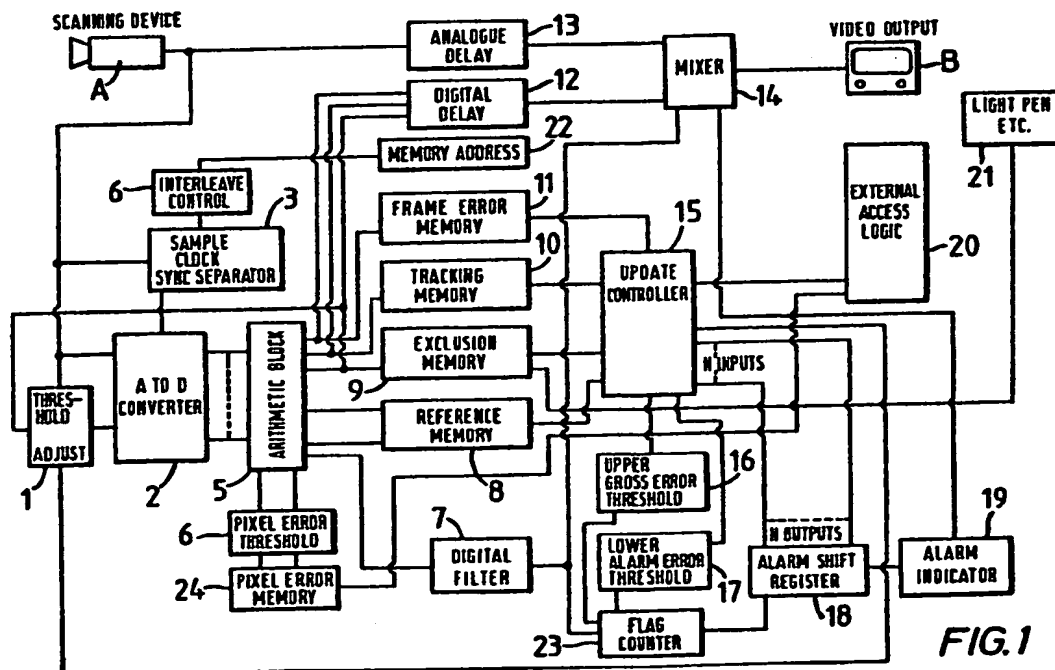 SCANNING DEVICE
A
ANALOGUE DELAY
13
MIXER
14
VIDEO OUTPUT
B
DIGITAL DELAY
12
LIGHT PEN ETC.
21
MEMORY ADDRESS
22
6
INTERLEAVE CONTROL
3
SAMPLE CLOCK SYNC SEPARATOR
FRAME ERROR MEMORY
11
TRACKING MEMORY
10
15
UPDATE CONTROLLER
EXTERNAL ACCESS LOGIC
20
THRES-HOLD ADJUST
1
A TO D CONVERTER
2
ARITHMETIC BLOCK
5
EXCLUSION MEMORY
9
N INPUTS
REFERENCE MEMORY
8
UPPER GROSS ERROR THRESHOLD
16
6
PIXEL ERROR THRESHOLD
24
PIXEL ERROR MEMORY
7
DIGITAL FILTER
LOWER ALARM ERROR THRESHOLD
17
N OUTPUTS
ALARM SHIFT REGISTER
18
19
ALARM INDICATOR
23
FLAG COUNTER
FIG.1